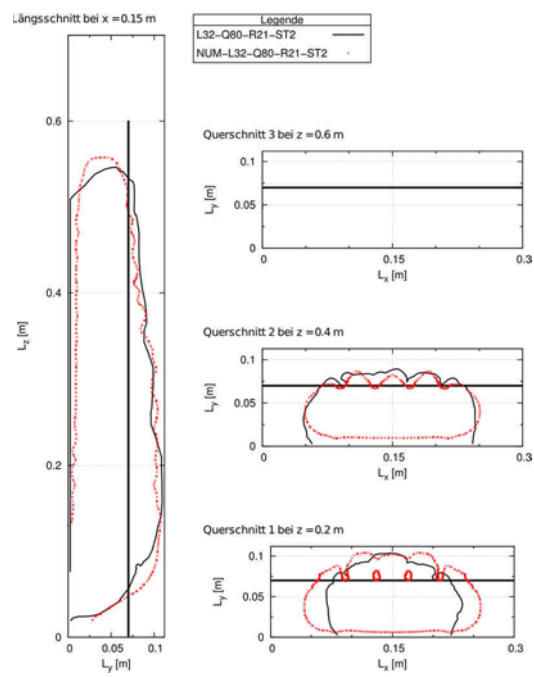 Längsschnitt bei x = 0.15 m
Legende
L32-Q80-R21-ST2
NUM-L32-Q80-R21-ST2
0.6
0.4
0.2
0
L_z [m]
0 0.05 0.1
L_y [m]
Querschnitt 3 bei z = 0.6 m
0.1
0.05
0
L_y [m]
0 0.15 0.3
L_x [m]
Querschnitt 2 bei z = 0.4 m
0.1
0.05
0
L_y [m]
0 0.15 0.3
L_x [m]
Querschnitt 1 bei z = 0.2 m
0.1
0.05
0
L_y [m]
0 0.15 0.3
L_x [m]